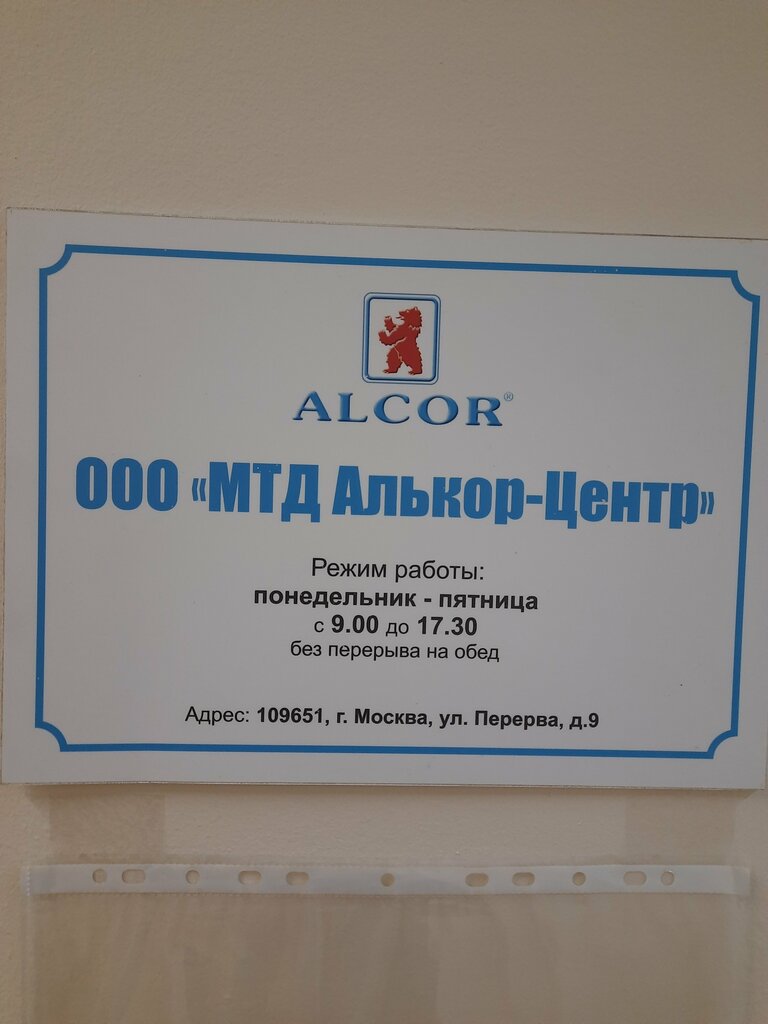 ALCOR®
ООО «МТД Алькор-Центр»
Режим работы:
понедельник - пятница
с 9.00 до 17.30
без перерыва на обед
Адрес: 109651, г. Москва, ул. Перерва, д.9